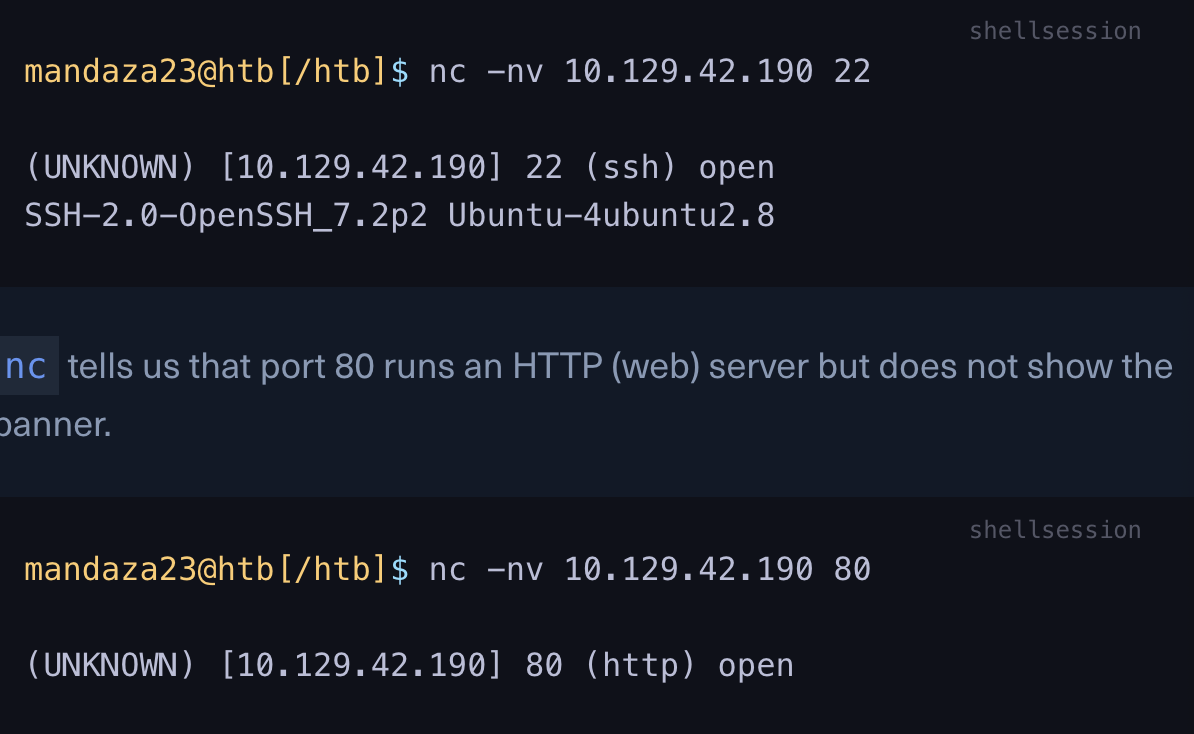 shellsession
mandaza23@htb[/htb]$ nc -nv 10.129.42.190 22
(UNKNOWN) [10.129.42.190] 22 (ssh) open
SSH-2.0-OpenSSH_7.2p2 Ubuntu-4ubuntu2.8
nc tells us that port 80 runs an HTTP (web) server but does not show the
banner.
shellsession
mandaza23@htb[/htb]$ nc -nv 10.129.42.190 80
(UNKNOWN) [10.129.42.190] 80 (http) open